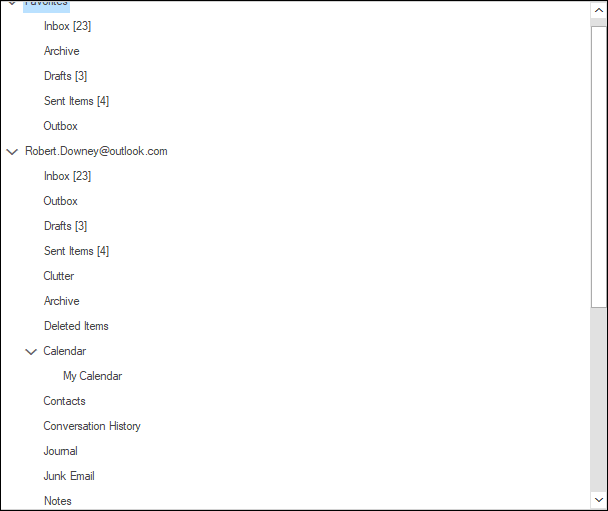 Favorites
Inbox [23]
Archive
Drafts [3]
Sent Items [4]
Outbox
Robert.Downey@outlook.com
Inbox [23]
Outbox
Drafts [3]
Sent Items [4]
Clutter
Archive
Deleted Items
Calendar
My Calendar
Contacts
Conversation History
Journal
Junk Email
Notes